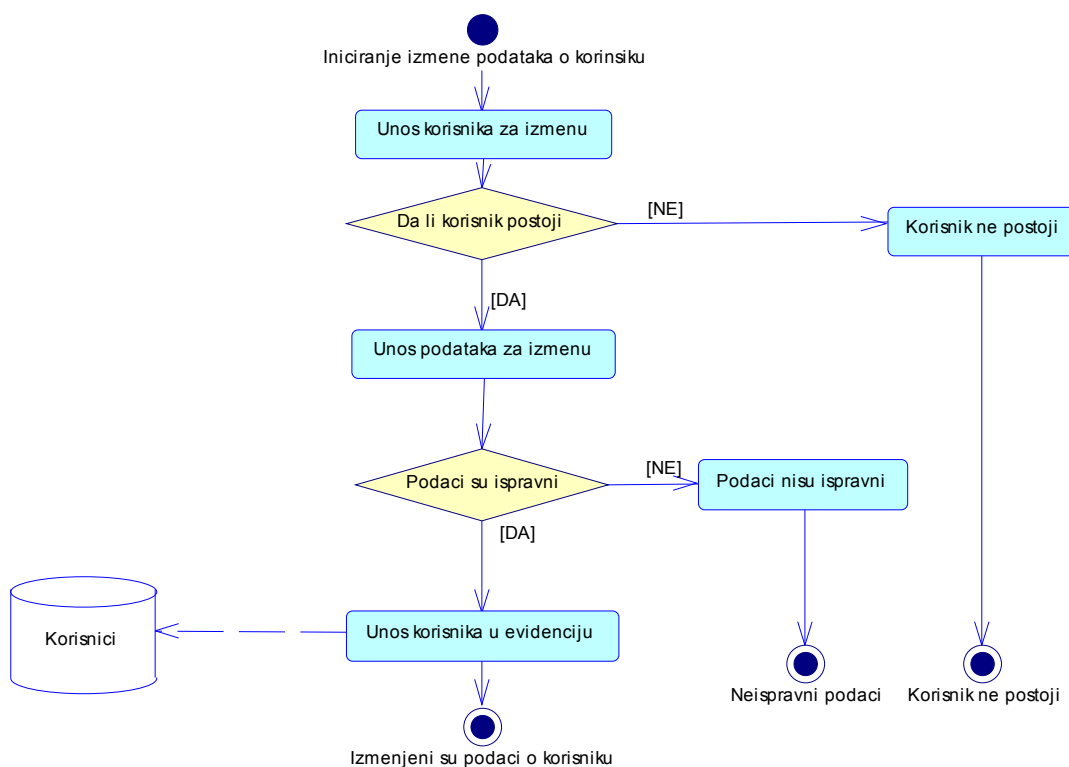 Iniciranje izmene podataka o korinsiku
Unos korisnika za izmenu
Da li korisnik postoji
[NE]
Korisnik ne postoji
[DA]
Unos podataka za izmenu
Podaci su ispravni
[NE]
Podaci nisu ispravni
[DA]
Korisnici
Unos korisnika u evidenciju
Neispravni podaci
Korisnik ne postoji
Izmenjeni su podaci o korisniku